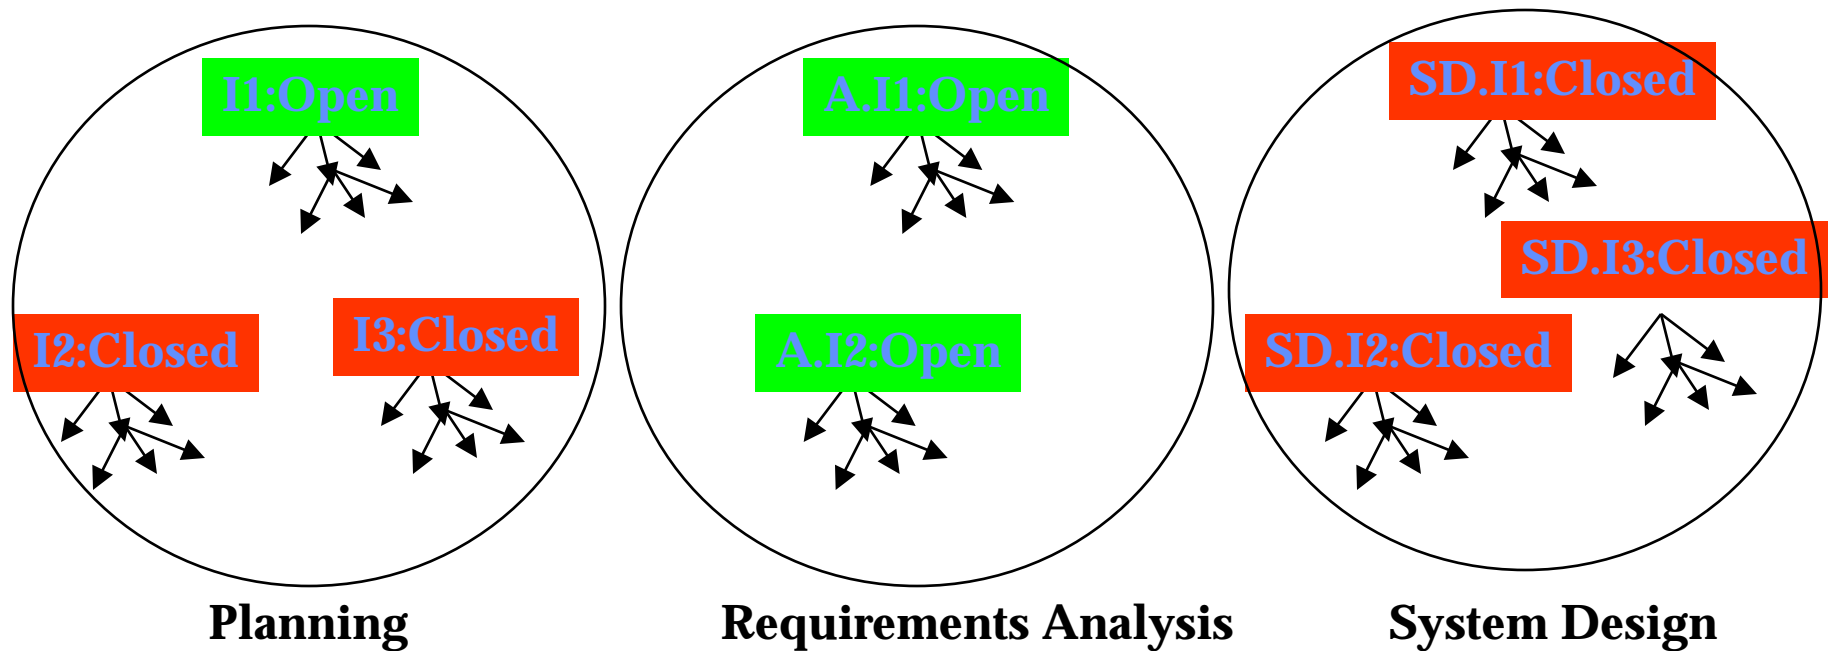 I1:Open
I2:Closed
I3:Closed
Planning
A.I1:Open
A.I2:Open
Requirements Analysis
SD.I1:Closed
SD.I3:Closed
SD.I2:Closed
System Design